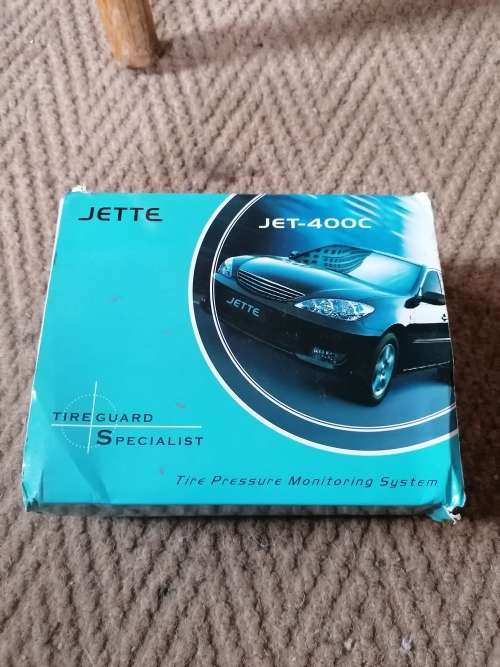 JETTE
JET-400C
JETTE
TIRE GUARD
SPECIALIST
Tire Pressure Monitoring System